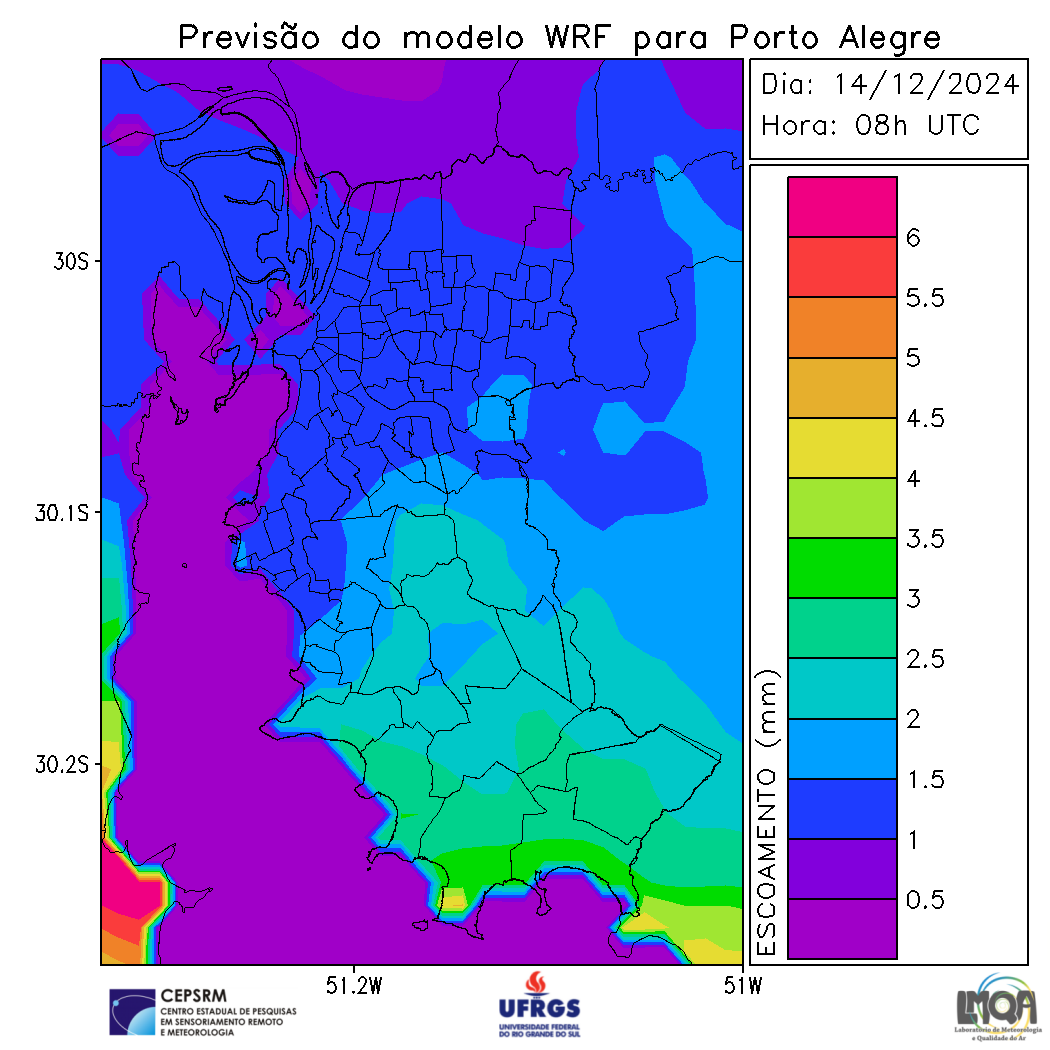 Previsão do modelo WRF para Porto Alegre
Dia: 14/12/2024
Hora: 08h UTC
30S
30.1S
30.2S
51.2W
51W
ESCOAMENTO (mm)
6
5.5
5
4.5
4
3.5
3
2.5
2
1.5
1
0.5
CEPSRM
CENTRO ESTADUAL DE PESQUISAS
EM SENSORIAMENTO REMOTO
E METEOROLOGIA
UFRGS
UNIVERSIDADE FEDERAL
DO RIO GRANDE DO SUL
LMQA
Laboratório de Meteorologia
e Qualidade do Ar